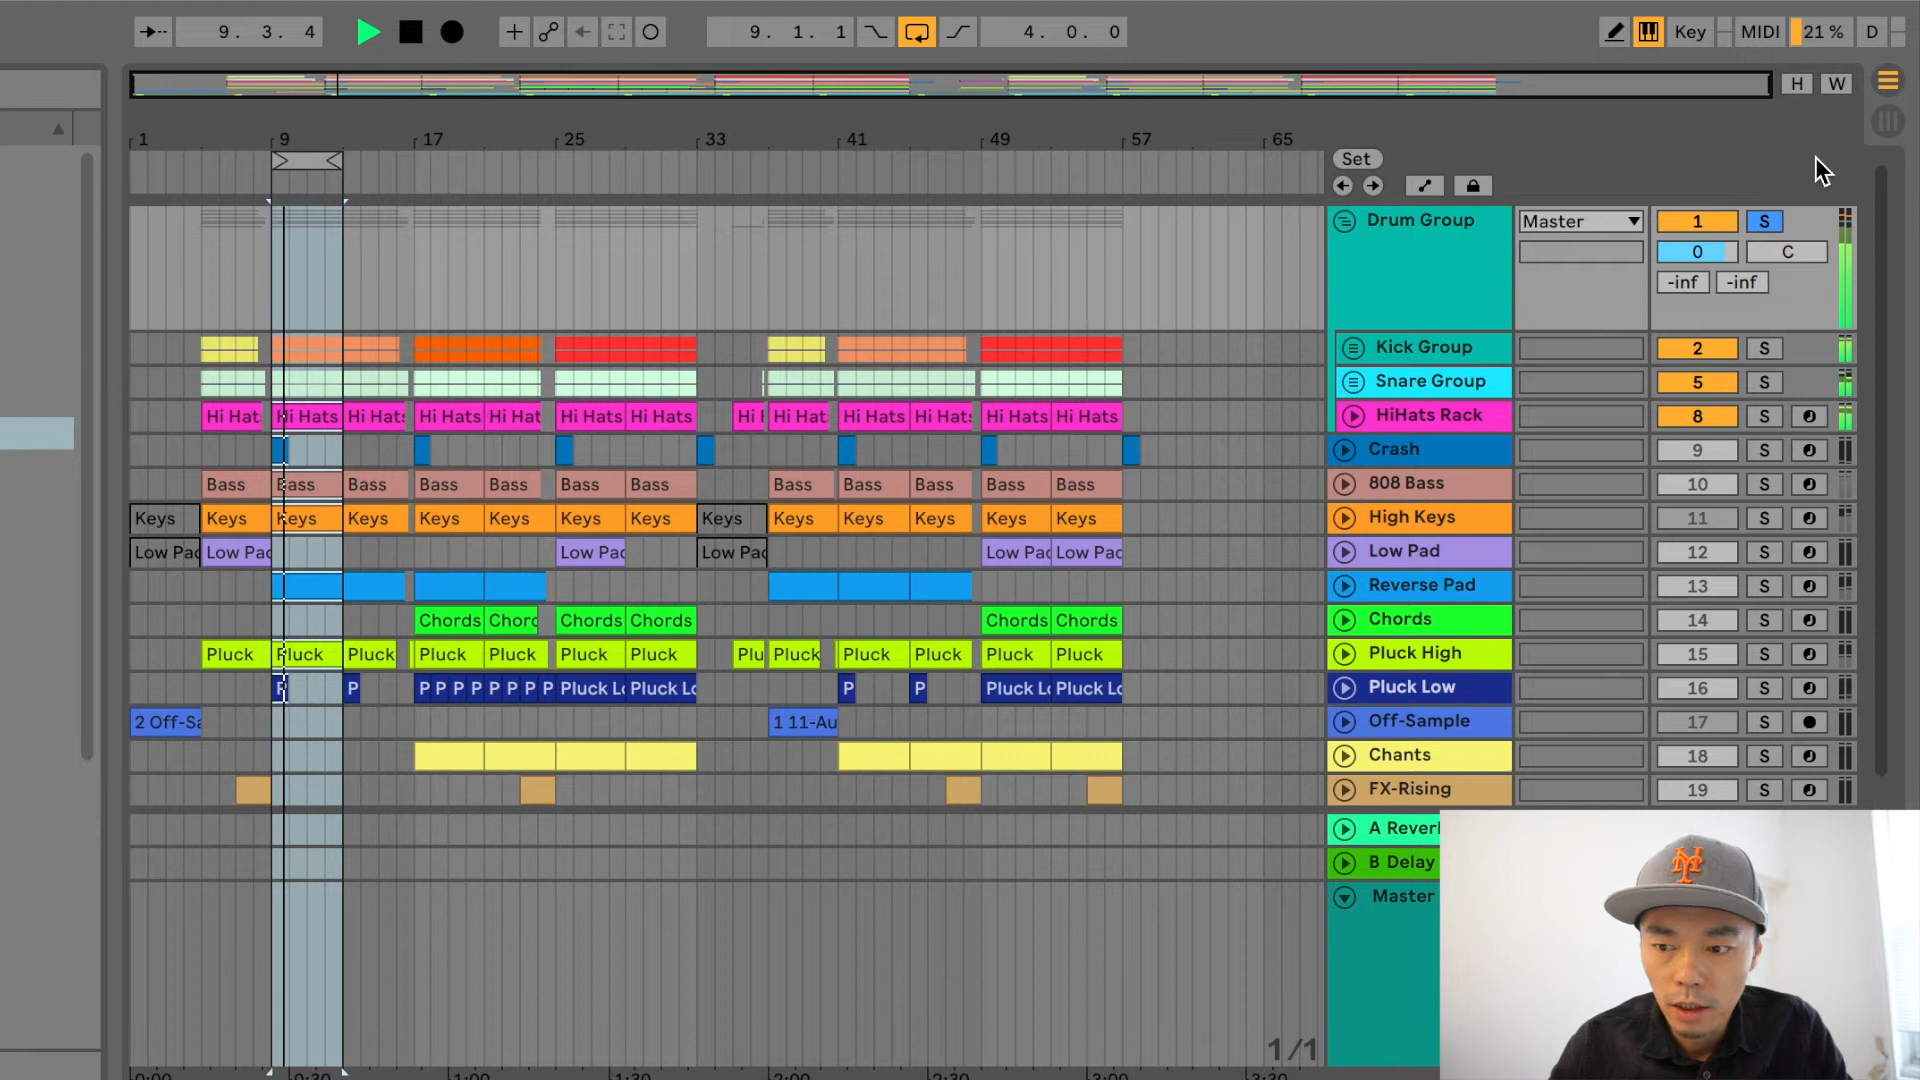 9. 3. 4 9. 1. 1 4. 0. 0 Key MIDI 21 % D
H W
1 9 17 25 33 41 49 57 65
Set
Drum Group Master 1 S
0 C
-inf -inf
Kick Group 2 S
Snare Group 5 S
Hi Hats Hi Hats Hi Hats Hi Hats Hi Hat Hi Hats Hi Hats Hi H Hi Hat Hi Hats Hi Hats Hi Hats Hi Hats HiHats Rack 8 S
Crash 9 S
Bass Bass Bass Bass Bass Bass Bass Bass Bass Bass Bass Bass 808 Bass 10 S
Keys Keys Keys Keys Keys Keys Keys Keys Keys Keys Keys Keys Keys Keys High Keys 11 S
Low Pad Low Pad Low Pad Low Pad Low Pad Low Pad Low Pad 12 S
Reverse Pad 13 S
Chords Chord Chords Chords Chords Chords Chords 14 S
Pluck Pluck Pluck Pluck Pluck Pluck Pluck Plu Pluck Pluck Pluck Pluck Pluck Pluck High 15 S
P P P P P P P P P P Pluck Lo Pluck Lo P P Pluck Lo Pluck Lo Pluck Low 16 S
2 Off-Sa 1 11-Au Off-Sample 17 S
Chants 18 S
FX-Rising 19 S
A Reverb
B Delay
Master
1/1
0:00 0:30 1:00 1:30 2:00 2:30 3:00 3:30
NY